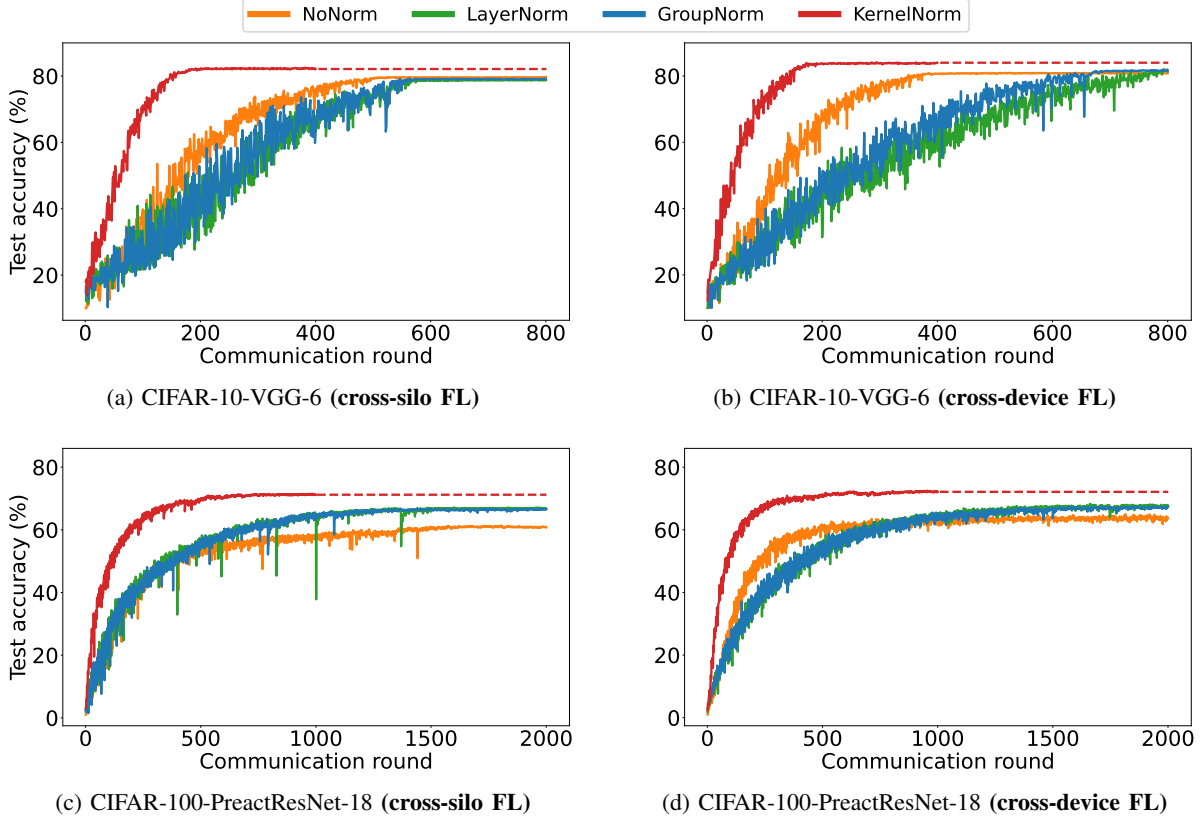 NoNorm LayerNorm GroupNorm KernelNorm
Test accuracy (%)
80
60
40
20
0 200 400 600 800
Communication round
(a) CIFAR-10-VGG-6 (cross-silo FL)
80
60
40
20
0 200 400 600 800
Communication round
(b) CIFAR-10-VGG-6 (cross-device FL)
Test accuracy (%)
80
60
40
20
0
0 500 1000 1500 2000
Communication round
(c) CIFAR-100-PreactResNet-18 (cross-silo FL)
80
60
40
20
0
0 500 1000 1500 2000
Communication round
(d) CIFAR-100-PreactResNet-18 (cross-device FL)